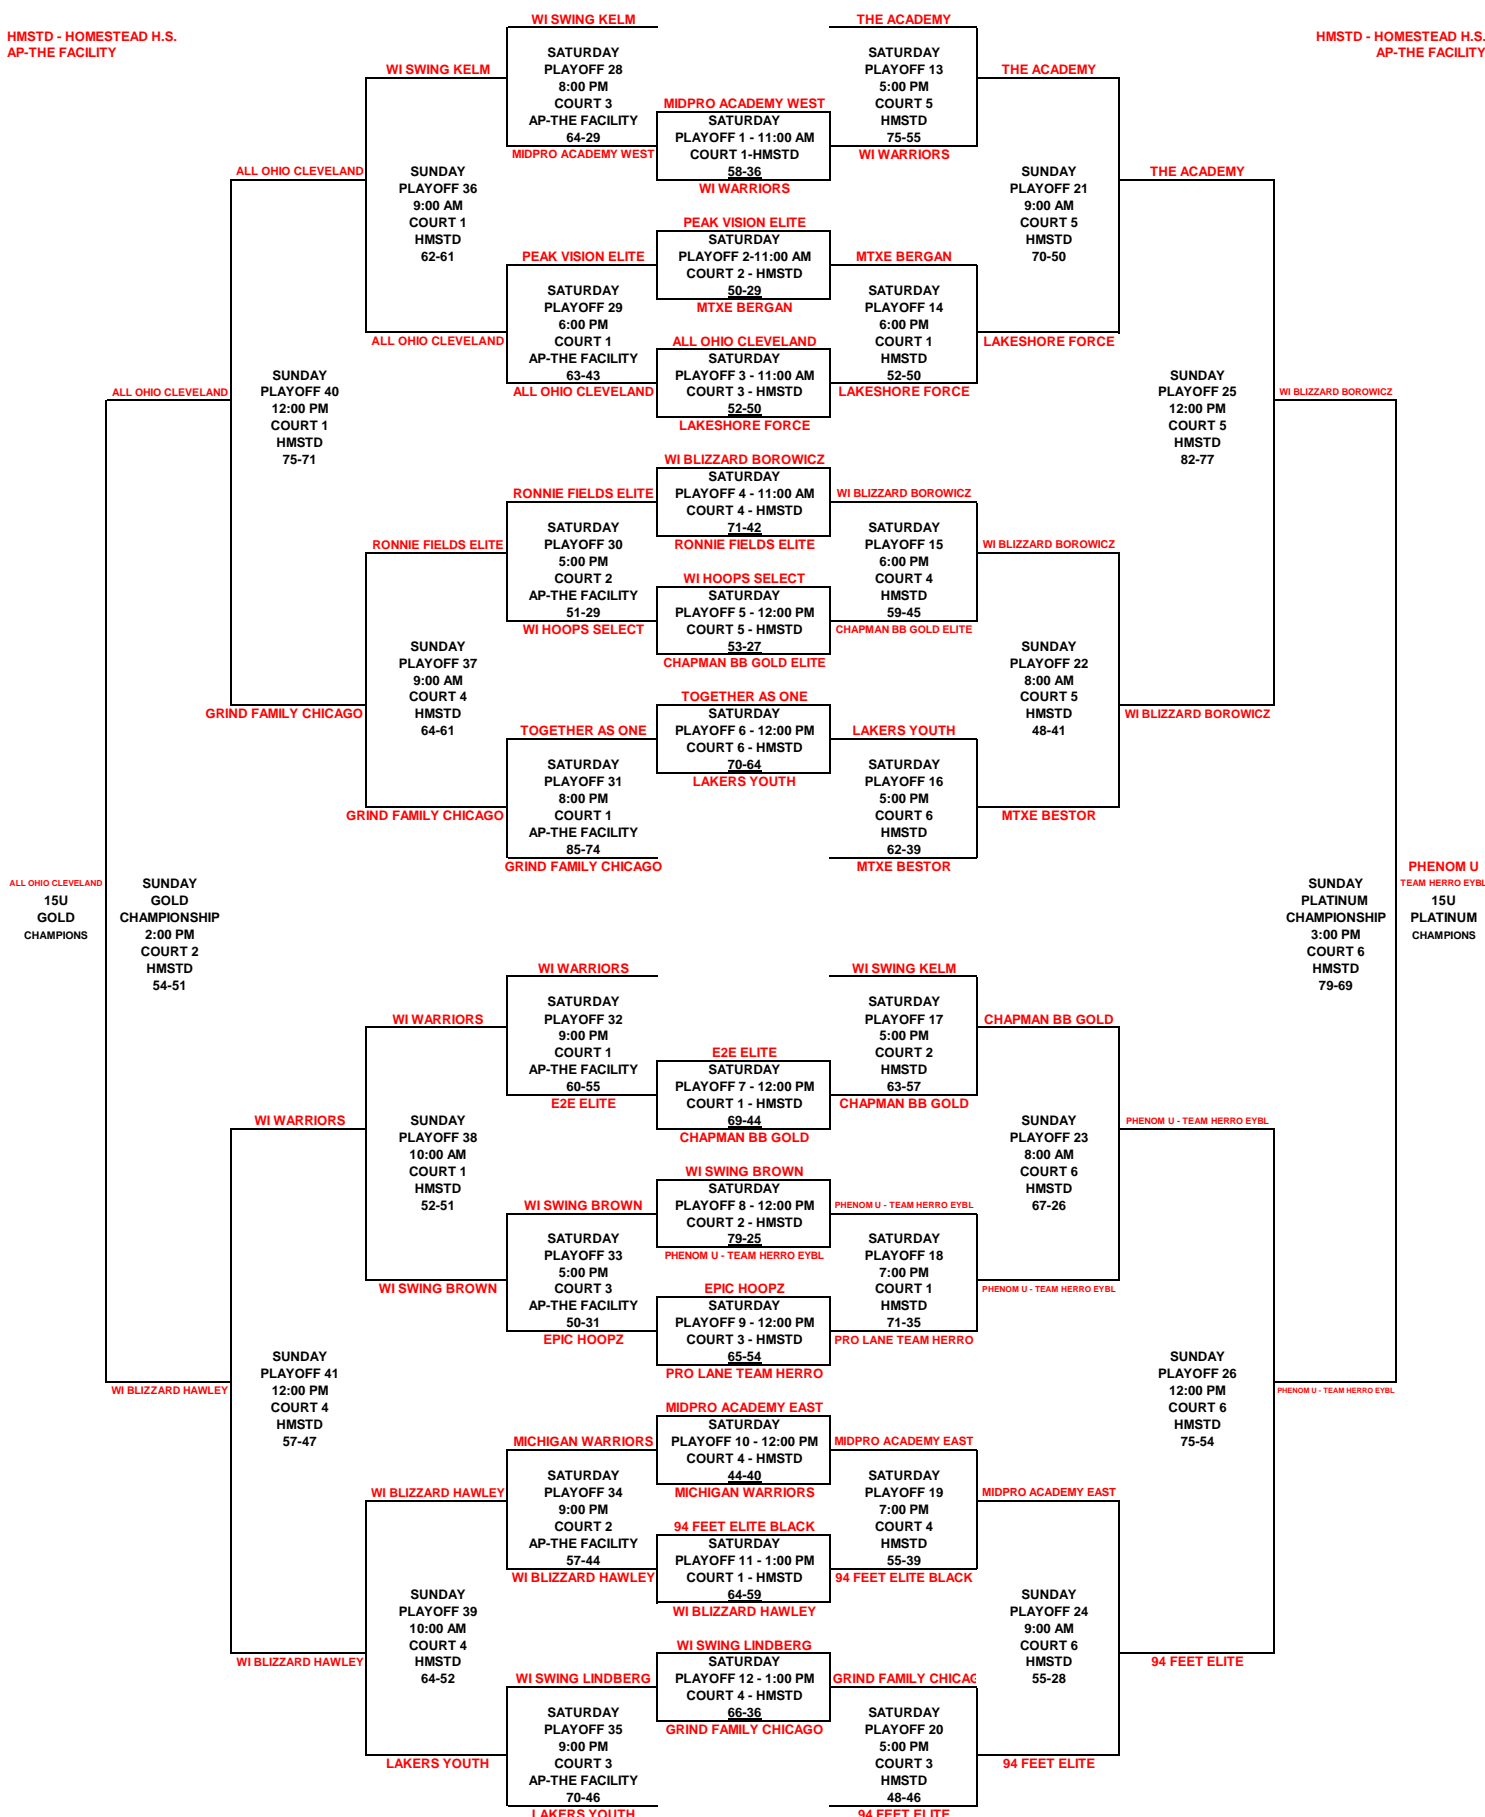 WI SWING KELM
THE ACADEMY
HMSTD - HOMESTEAD H.S.
AP-THE FACILITY
HMSTD - HOMESTEAD H.S.
AP-THE FACILITY
SATURDAY
PLAYOFF 28
8:00 PM
COURT 3
AP-THE FACILITY
64-29
SATURDAY
PLAYOFF 13
5:00 PM
COURT 5
HMSTD
75-55
WI SWING KELM
THE ACADEMY
MIDPRO ACADEMY WEST
SATURDAY
PLAYOFF 1 - 11:00 AM
COURT 1-HMSTD
58-36
WI WARRIORS
MIDPRO ACADEMY WEST
WI WARRIORS
ALL OHIO CLEVELAND
SUNDAY
PLAYOFF 36
9:00 AM
COURT 1
HMSTD
62-61
SUNDAY
PLAYOFF 21
9:00 AM
COURT 5
HMSTD
70-50
THE ACADEMY
PEAK VISION ELITE
SATURDAY
PLAYOFF 2-11:00 AM
COURT 2 - HMSTD
50-29
MTXE BERGAN
PEAK VISION ELITE
MTXE BERGAN
SATURDAY
PLAYOFF 29
6:00 PM
COURT 1
AP-THE FACILITY
63-43
SATURDAY
PLAYOFF 14
6:00 PM
COURT 1
HMSTD
52-50
ALL OHIO CLEVELAND
LAKESHORE FORCE
ALL OHIO CLEVELAND
SATURDAY
PLAYOFF 3 - 11:00 AM
COURT 3 - HMSTD
52-50
LAKESHORE FORCE
ALL OHIO CLEVELAND
LAKESHORE FORCE
ALL OHIO CLEVELAND
SUNDAY
PLAYOFF 40
12:00 PM
COURT 1
HMSTD
75-71
SUNDAY
PLAYOFF 25
12:00 PM
COURT 5
HMSTD
82-77
WI BLIZZARD BOROWICZ
WI BLIZZARD BOROWICZ
SATURDAY
PLAYOFF 4 - 11:00 AM
COURT 4 - HMSTD
71-42
RONNIE FIELDS ELITE
RONNIE FIELDS ELITE
WI BLIZZARD BOROWICZ
RONNIE FIELDS ELITE
SATURDAY
PLAYOFF 30
5:00 PM
COURT 2
AP-THE FACILITY
51-29
SATURDAY
PLAYOFF 15
6:00 PM
COURT 4
HMSTD
59-45
WI BLIZZARD BOROWICZ
WI HOOPS SELECT
SATURDAY
PLAYOFF 5 - 12:00 PM
COURT 5 - HMSTD
53-27
CHAPMAN BB GOLD ELITE
WI HOOPS SELECT
CHAPMAN BB GOLD ELITE
SUNDAY
PLAYOFF 37
9:00 AM
COURT 4
HMSTD
64-61
SUNDAY
PLAYOFF 22
8:00 AM
COURT 5
HMSTD
48-41
GRIND FAMILY CHICAGO
WI BLIZZARD BOROWICZ
TOGETHER AS ONE
SATURDAY
PLAYOFF 6 - 12:00 PM
COURT 6 - HMSTD
70-64
LAKERS YOUTH
TOGETHER AS ONE
LAKERS YOUTH
SATURDAY
PLAYOFF 31
8:00 PM
COURT 1
AP-THE FACILITY
85-74
SATURDAY
PLAYOFF 16
5:00 PM
COURT 6
HMSTD
62-39
GRIND FAMILY CHICAGO
MTXE BESTOR
GRIND FAMILY CHICAGO
MTXE BESTOR
ALL OHIO CLEVELAND
15U
GOLD
CHAMPIONS
SUNDAY
GOLD
CHAMPIONSHIP
2:00 PM
COURT 2
HMSTD
54-51
SUNDAY
PLATINUM
CHAMPIONSHIP
3:00 PM
COURT 6
HMSTD
79-69
PHENOM U
TEAM HERRO EYBL
15U
PLATINUM
CHAMPIONS
WI WARRIORS
WI SWING KELM
SATURDAY
PLAYOFF 32
9:00 PM
COURT 1
AP-THE FACILITY
60-55
SATURDAY
PLAYOFF 17
5:00 PM
COURT 2
HMSTD
63-57
WI WARRIORS
CHAPMAN BB GOLD
E2E ELITE
SATURDAY
PLAYOFF 7 - 12:00 PM
COURT 1 - HMSTD
69-44
CHAPMAN BB GOLD
E2E ELITE
CHAPMAN BB GOLD
WI WARRIORS
SUNDAY
PLAYOFF 38
10:00 AM
COURT 1
HMSTD
52-51
SUNDAY
PLAYOFF 23
8:00 AM
COURT 6
HMSTD
67-26
PHENOM U - TEAM HERRO EYBL
WI SWING BROWN
SATURDAY
PLAYOFF 8 - 12:00 PM
COURT 2 - HMSTD
79-25
PHENOM U - TEAM HERRO EYBL
WI SWING BROWN
PHENOM U - TEAM HERRO EYBL
SATURDAY
PLAYOFF 33
5:00 PM
COURT 3
AP-THE FACILITY
50-31
SATURDAY
PLAYOFF 18
7:00 PM
COURT 1
HMSTD
71-35
WI SWING BROWN
PHENOM U - TEAM HERRO EYBL
EPIC HOOPZ
SATURDAY
PLAYOFF 9 - 12:00 PM
COURT 3 - HMSTD
65-54
PRO LANE TEAM HERRO
EPIC HOOPZ
PRO LANE TEAM HERRO
WI BLIZZARD HAWLEY
SUNDAY
PLAYOFF 41
12:00 PM
COURT 4
HMSTD
57-47
SUNDAY
PLAYOFF 26
12:00 PM
COURT 6
HMSTD
75-54
PHENOM U - TEAM HERRO EYBL
MIDPRO ACADEMY EAST
SATURDAY
PLAYOFF 10 - 12:00 PM
COURT 4 - HMSTD
44-40
MICHIGAN WARRIORS
MICHIGAN WARRIORS
MIDPRO ACADEMY EAST
SATURDAY
PLAYOFF 34
9:00 PM
COURT 2
AP-THE FACILITY
57-44
SATURDAY
PLAYOFF 19
7:00 PM
COURT 4
HMSTD
55-39
WI BLIZZARD HAWLEY
MIDPRO ACADEMY EAST
94 FEET ELITE BLACK
SATURDAY
PLAYOFF 11 - 1:00 PM
COURT 1 - HMSTD
64-59
WI BLIZZARD HAWLEY
WI BLIZZARD HAWLEY
94 FEET ELITE BLACK
SUNDAY
PLAYOFF 39
10:00 AM
COURT 4
HMSTD
64-52
SUNDAY
PLAYOFF 24
9:00 AM
COURT 6
HMSTD
55-28
WI BLIZZARD HAWLEY
94 FEET ELITE
WI SWING LINDBERG
SATURDAY
PLAYOFF 12 - 1:00 PM
COURT 4 - HMSTD
66-36
GRIND FAMILY CHICAGO
WI SWING LINDBERG
GRIND FAMILY CHICAG
SATURDAY
PLAYOFF 35
9:00 PM
COURT 3
AP-THE FACILITY
70-46
SATURDAY
PLAYOFF 20
5:00 PM
COURT 3
HMSTD
48-46
LAKERS YOUTH
94 FEET ELITE
LAKERS YOUTH
94 FEET ELITE